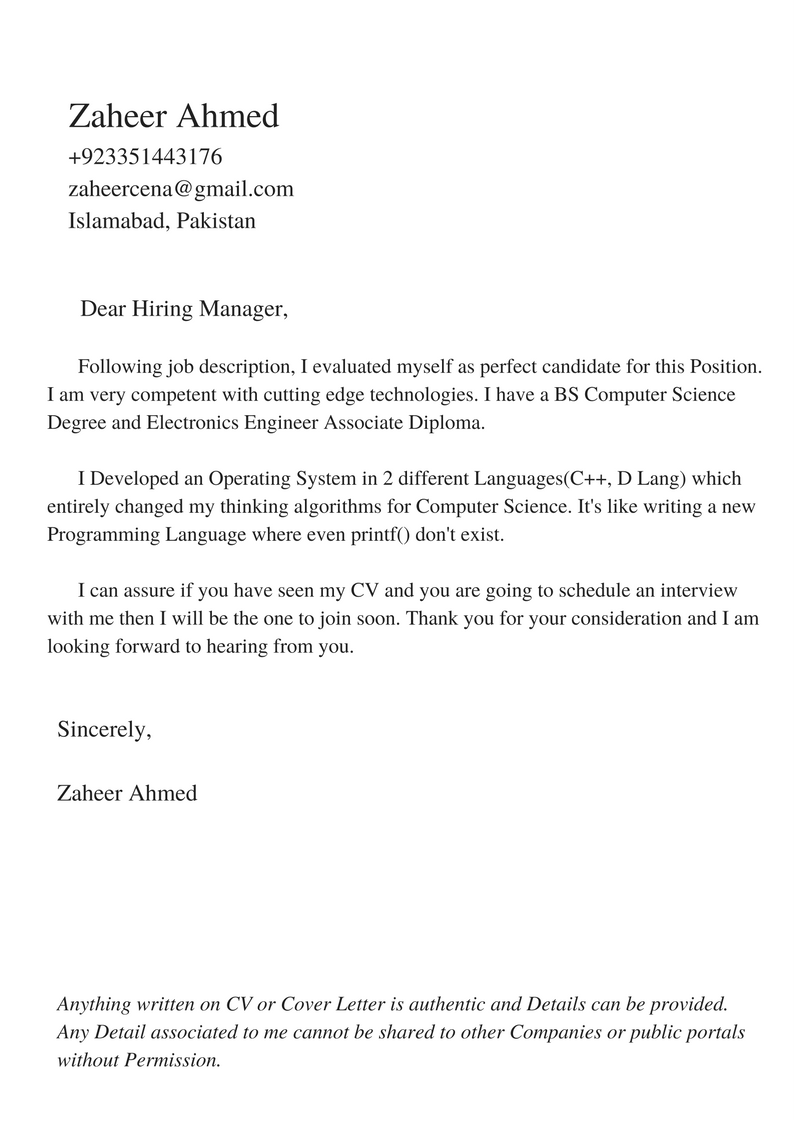 Zaheer Ahmed
+923351443176
zaheercena@gmail.com
Islamabad, Pakistan
Dear Hiring Manager,
Following job description, I evaluated myself as perfect candidate for this Position.
I am very competent with cutting edge technologies. I have a BS Computer Science
Degree and Electronics Engineer Associate Diploma.
I Developed an Operating System in 2 different Languages(C++, D Lang) which
entirely changed my thinking algorithms for Computer Science. It's like writing a new
Programming Language where even printf() don't exist.
I can assure if you have seen my CV and you are going to schedule an interview
with me then I will be the one to join soon. Thank you for your consideration and I am
looking forward to hearing from you.
Sincerely,
Zaheer Ahmed
Anything written on CV or Cover Letter is authentic and Details can be provided.
Any Detail associated to me cannot be shared to other Companies or public portals
without Permission.